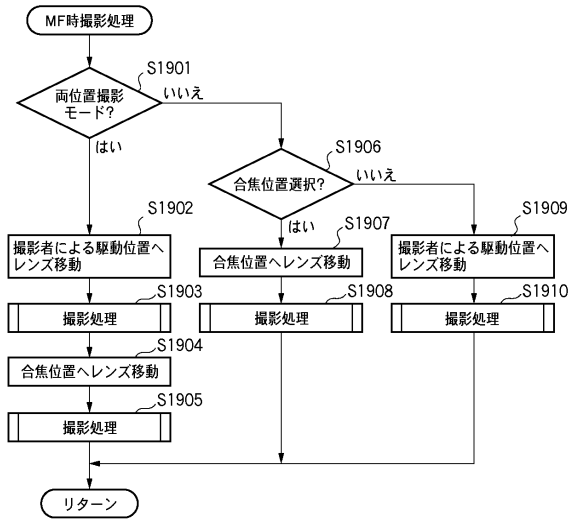 MF時撮影処理
S1901
両位置撮影
モード?
いいえ
はい
S1906
合焦位置選択?
いいえ
はい
S1902
撮影者による駆動位置へ
レンズ移動
S1907
合焦位置へレンズ移動
S1909
撮影者による駆動位置へ
レンズ移動
S1903
撮影処理
S1908
撮影処理
S1910
撮影処理
S1904
合焦位置へレンズ移動
S1905
撮影処理
リターン